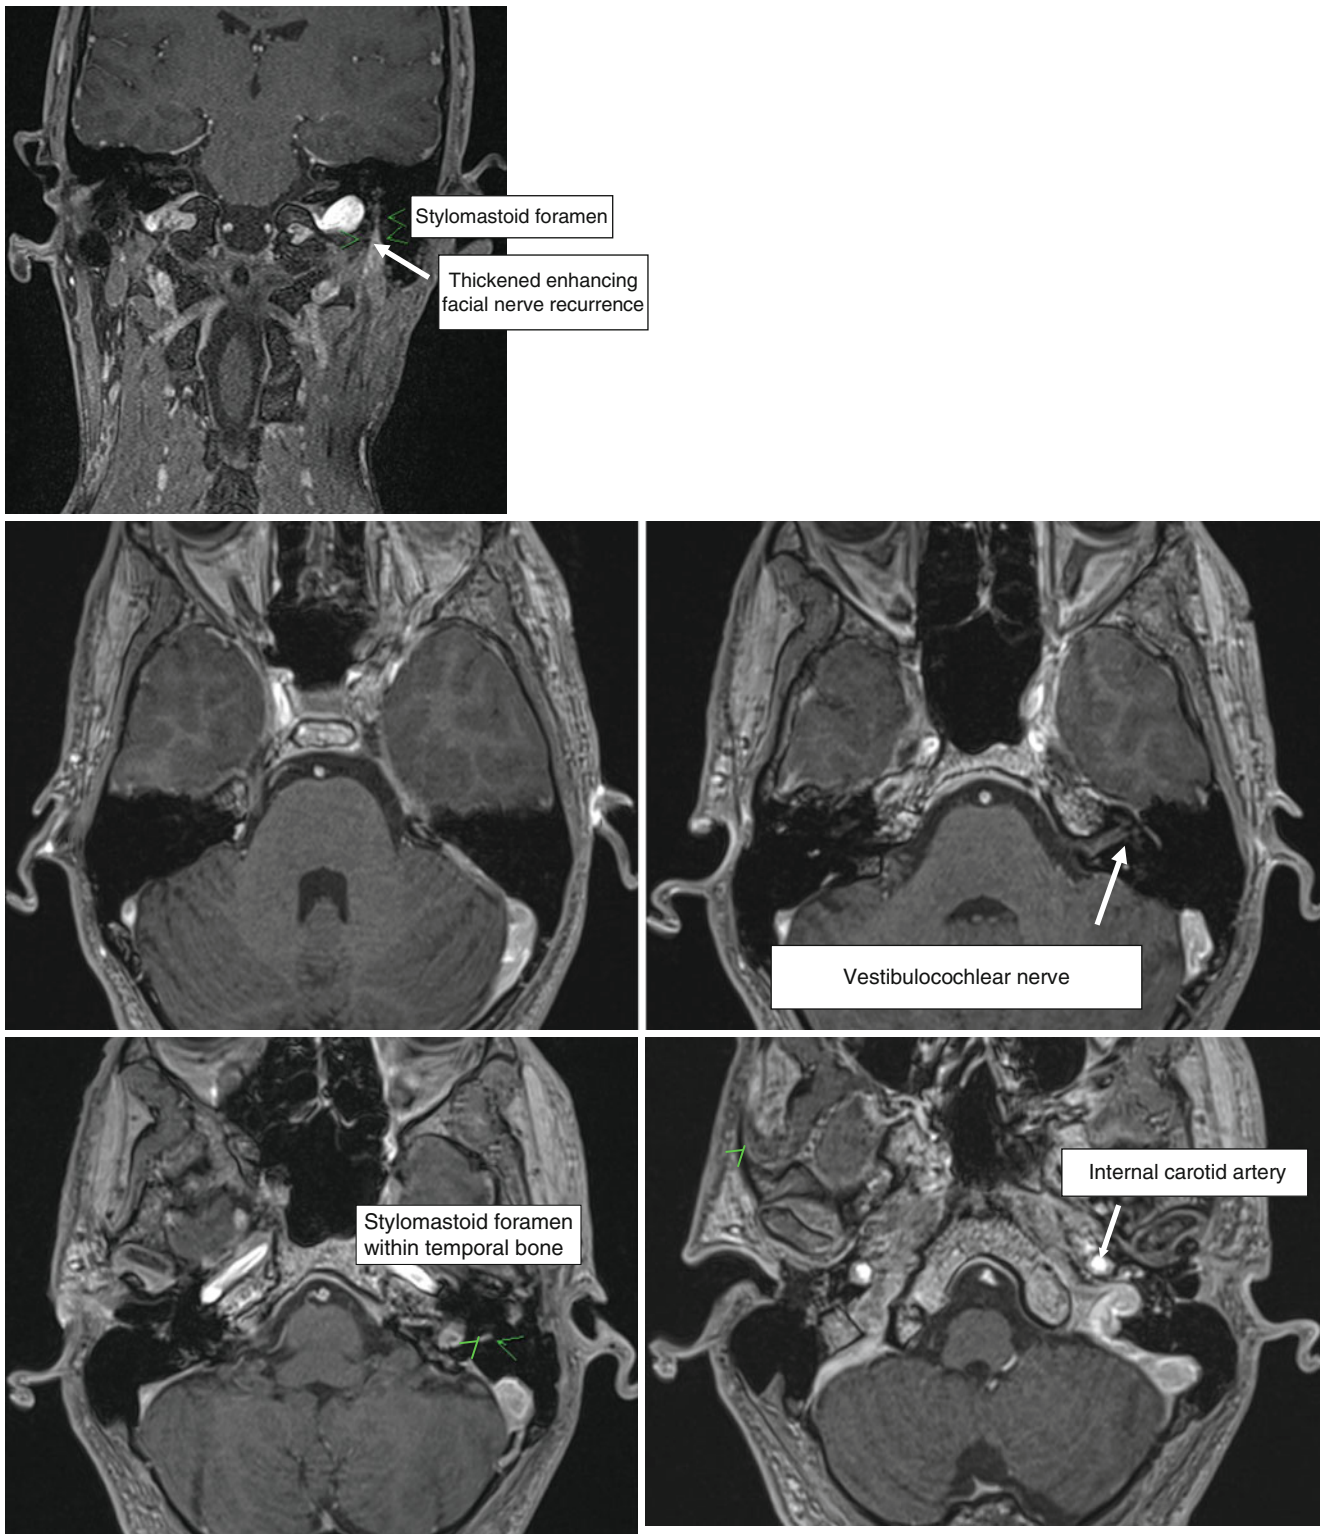 Stylomastoid foramen
Thickened enhancing
facial nerve recurrence
Vestibulocochlear nerve
Stylomastoid foramen
within temporal bone
Internal carotid artery